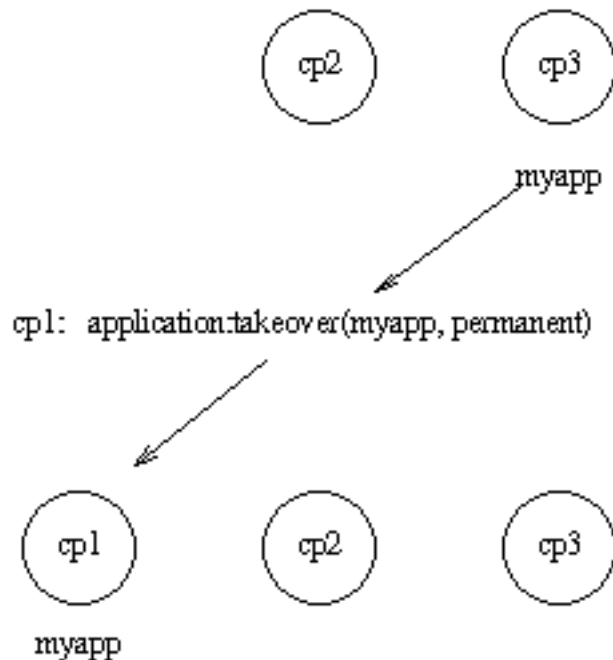 cp2 cp3
myapp
cp1: application:takeover(myapp, permanent)
cp1 cp2 cp3
myapp